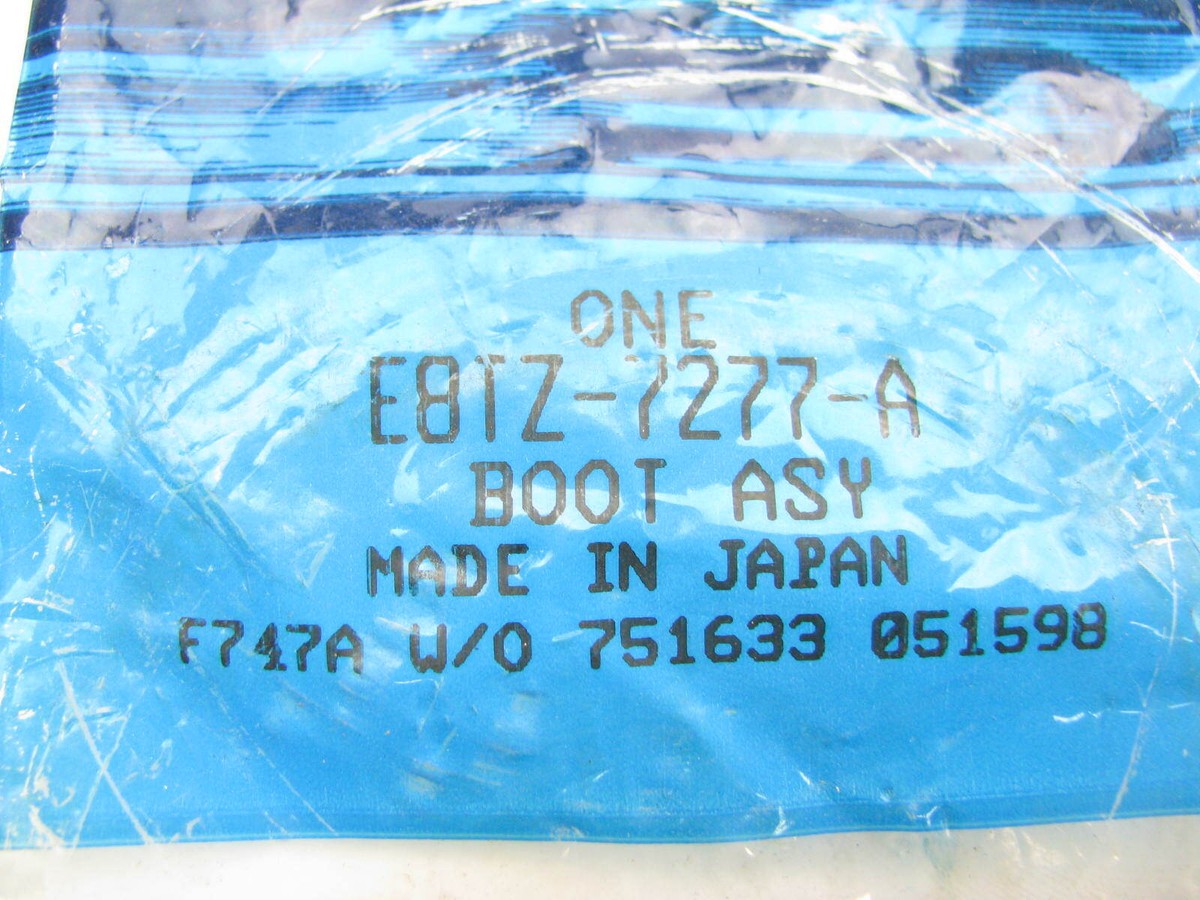 ONE
E8TZ-7277-A
BOOT ASY
MADE IN JAPAN
F747A W/O 751633 051598